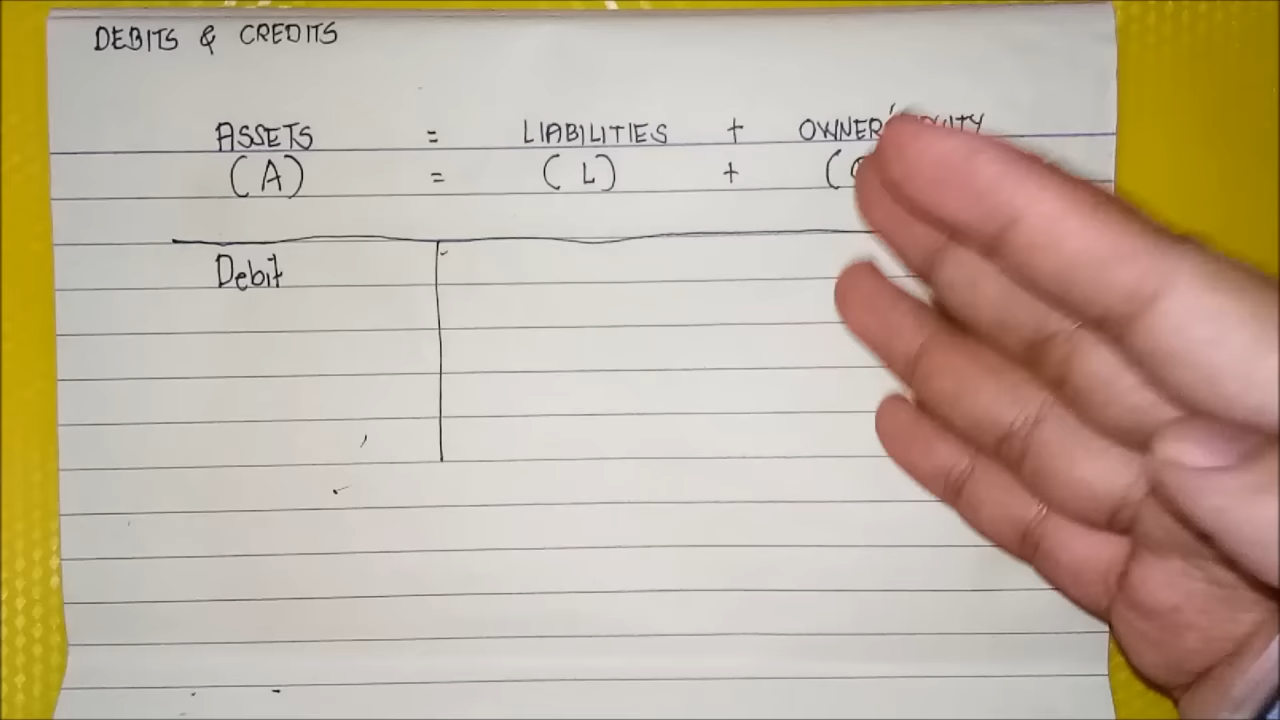 DEBITS & CREDITS
ASSETS = LIABILITIES + OWNER'
(A) = (L) + (
Debit